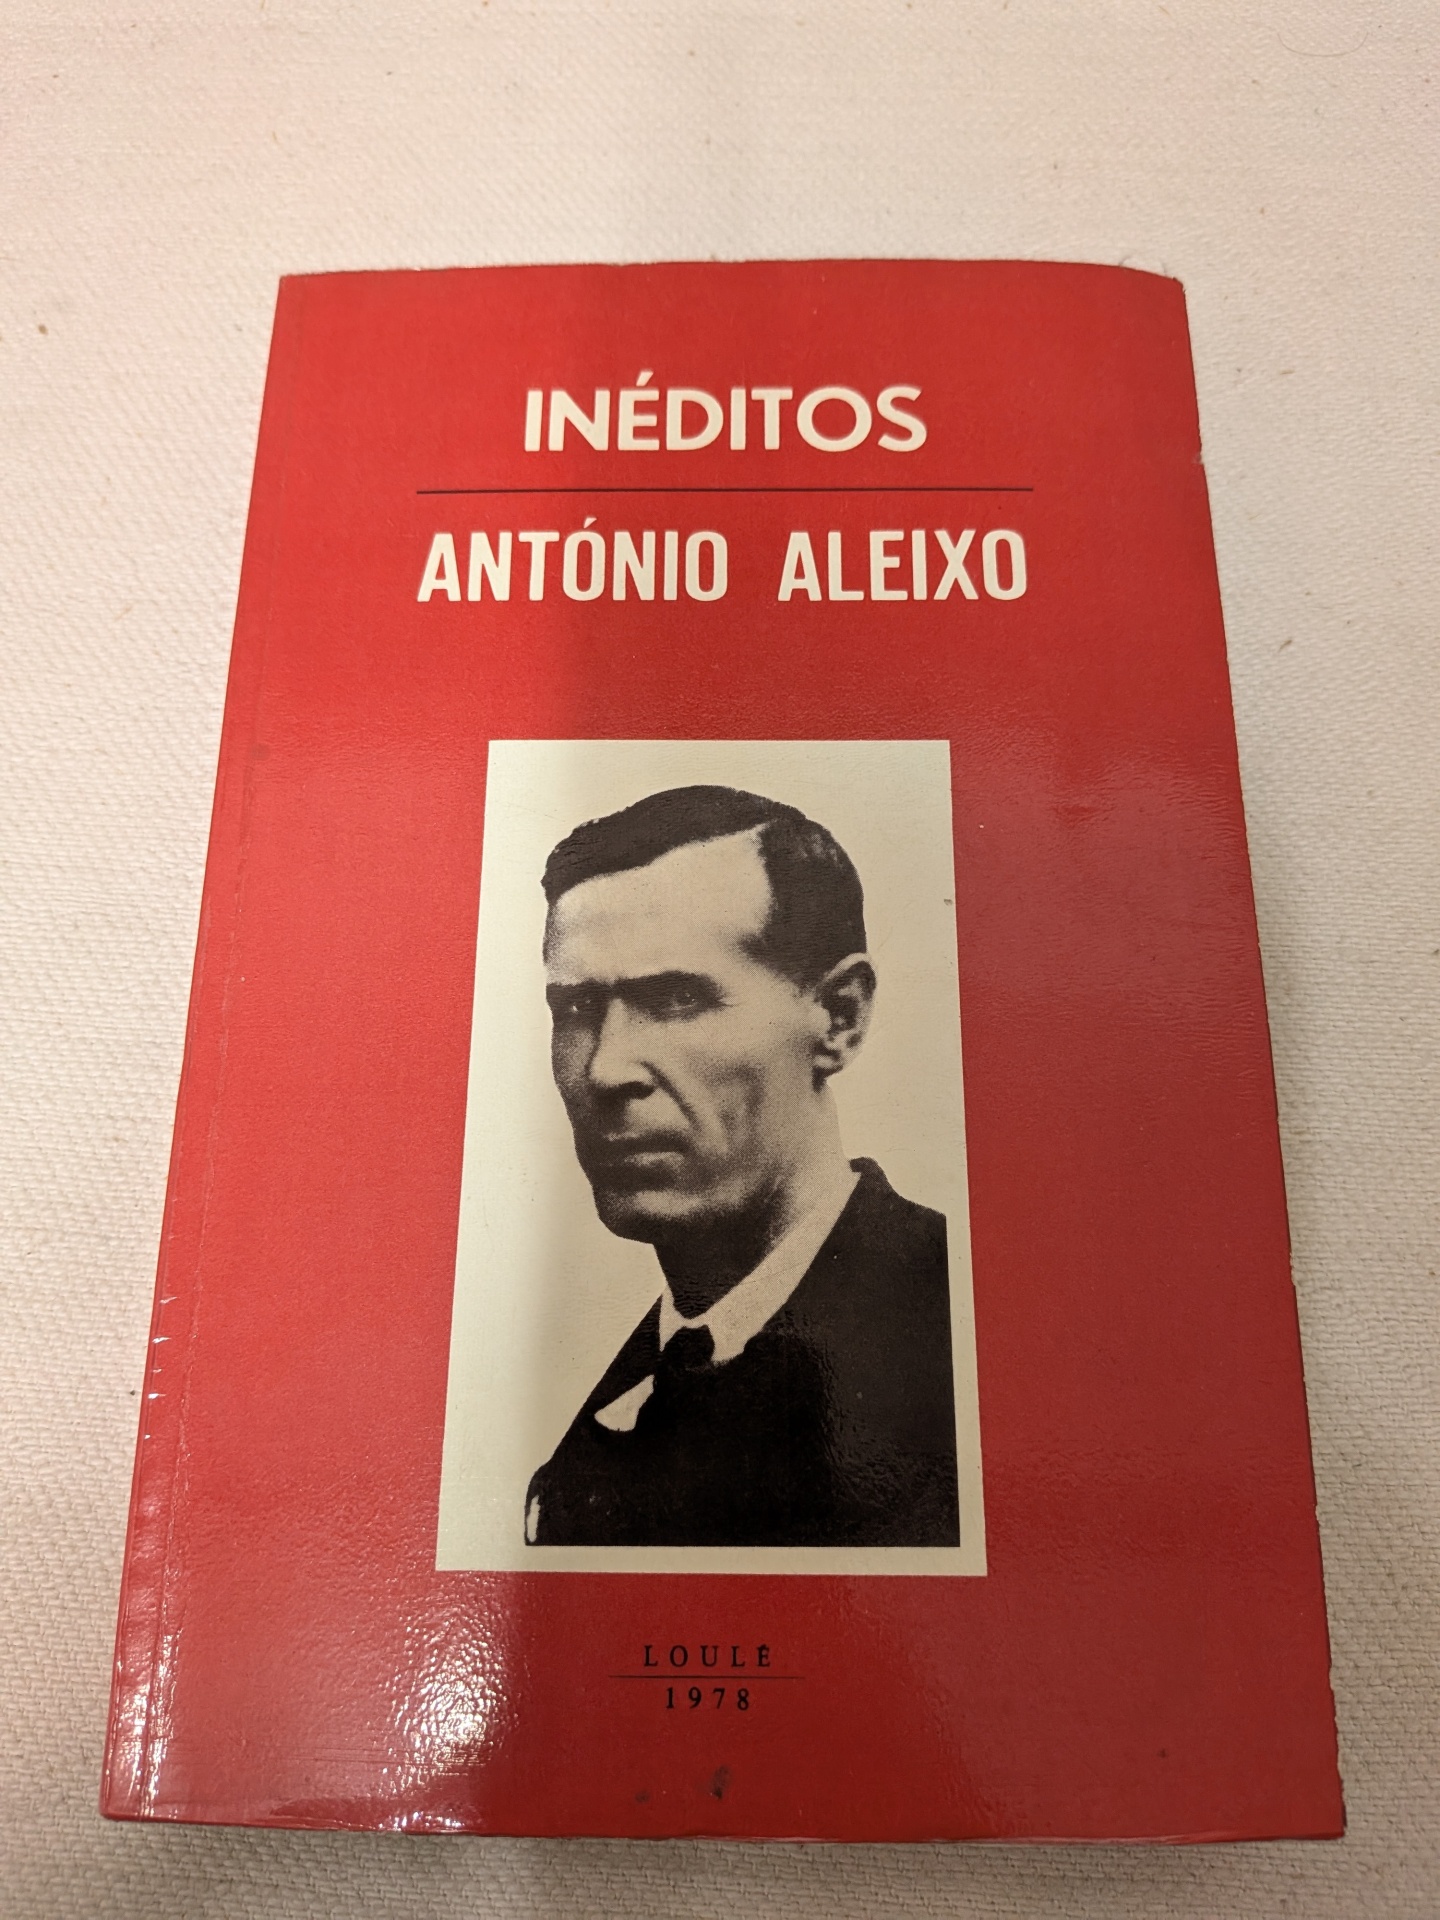 INÉDITOS
ANTÓNIO ALEIXO
LOULÉ
1978